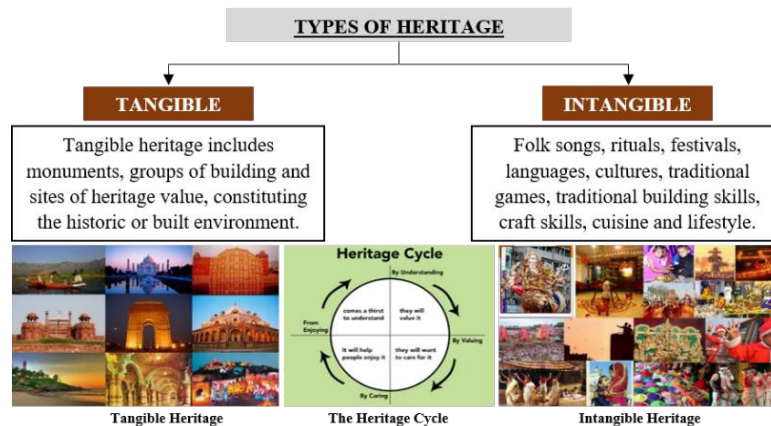 TYPES OF HERITAGE
TANGIBLE
Tangible heritage includes
monuments, groups of building and
sites of heritage value, constituting
the historic or built environment.
INTANGIBLE
Folk songs, rituals, festivals,
languages, cultures, traditional
games, traditional building skills,
craft skills, cuisine and lifestyle.
Heritage Cycle
By Understanding
comes a thirst
to understand
they will
value it
From
Enjoying
By Valuing
It will help
people enjoy it
they will want
to care for it
By Caring
Tangible Heritage
The Heritage Cycle
Intangible Heritage